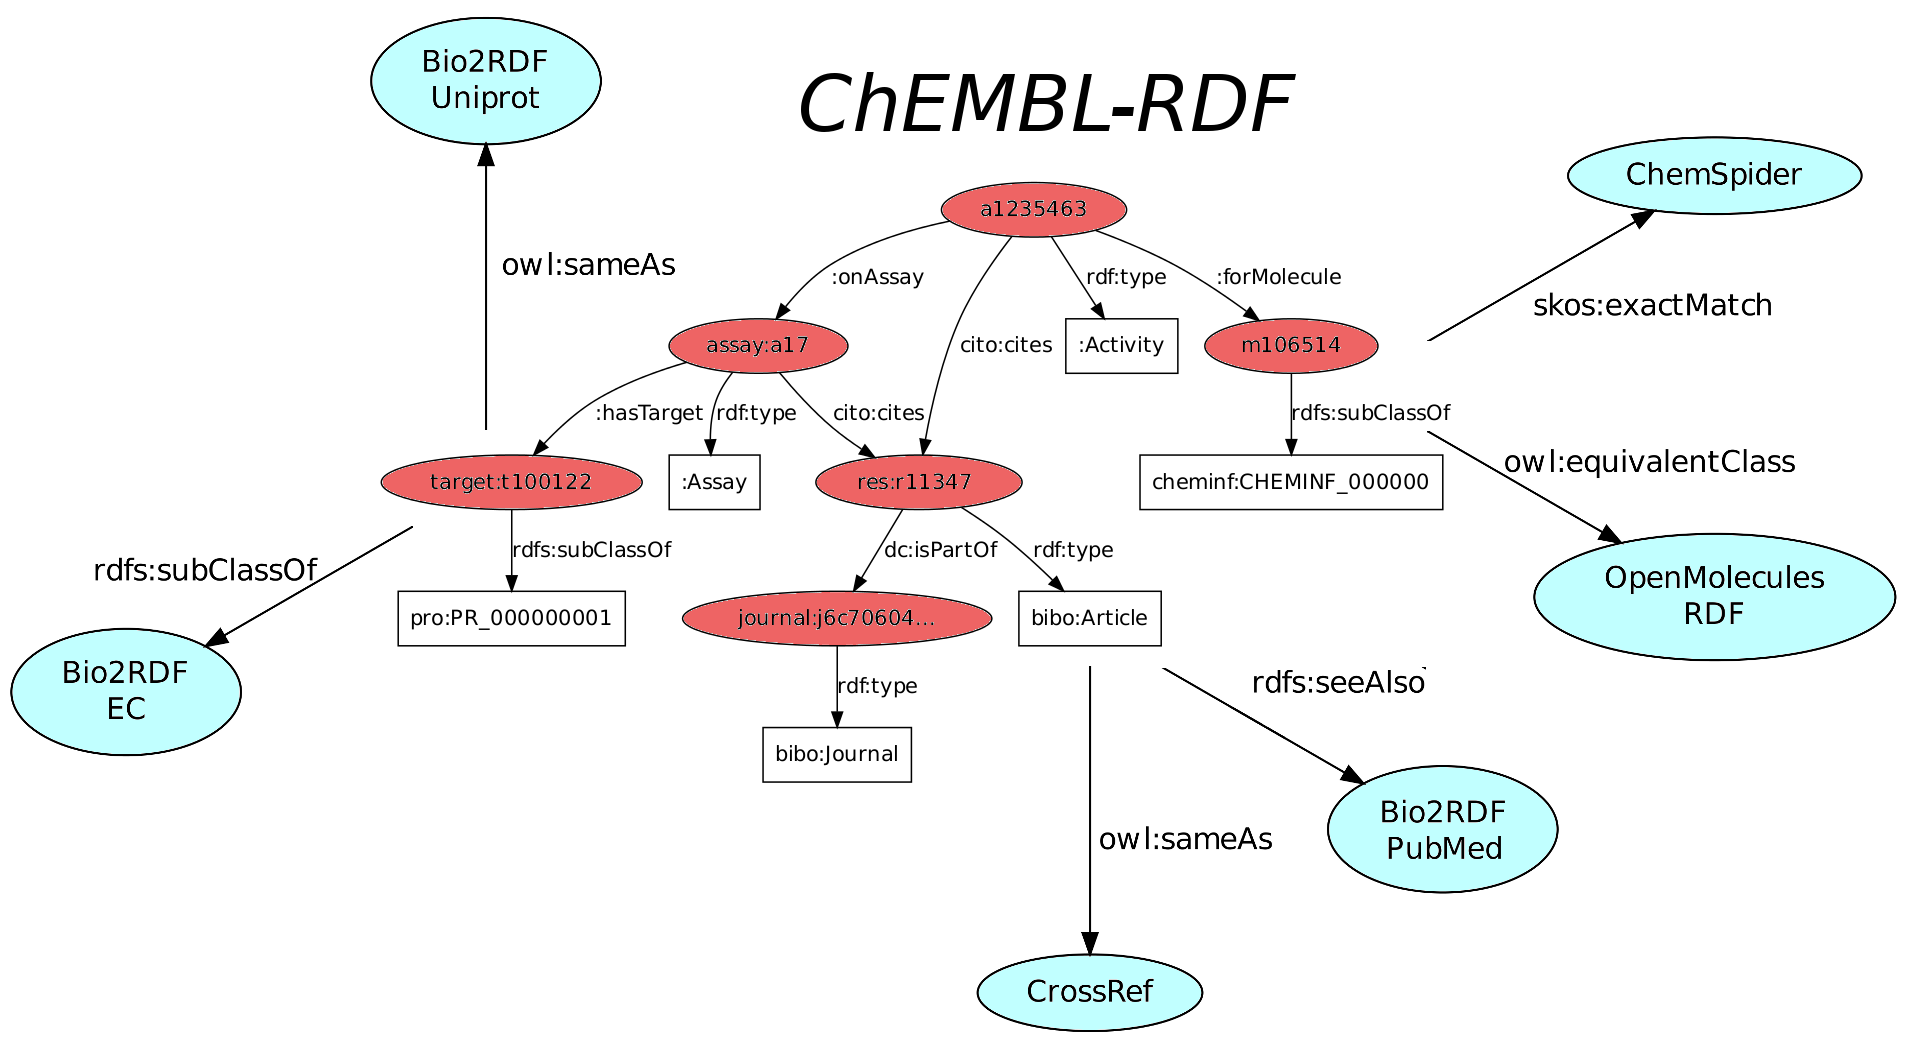 Bio2RDF
Uniprot
ChEMBL-RDF
ChemSpider
a1235463
owl:sameAs
:onAssay
rdf:type
:forMolecule
skos:exactMatch
assay:a17
cito:cites
:Activity
m106514
:hasTarget
rdf:type
cito:cites
rdfs:subClassOf
owl:equivalentClass
target:t100122
:Assay
res:r11347
cheminf:CHEMINF_000000
rdfs:subClassOf
rdfs:subClassOf
dc:isPartOf
rdf:type
OpenMolecules
RDF
pro:PR_000000001
journal:j6c70604...
bibo:Article
Bio2RDF
EC
rdf:type
rdfs:seeAlso
bibo:Journal
Bio2RDF
PubMed
owl:sameAs
CrossRef